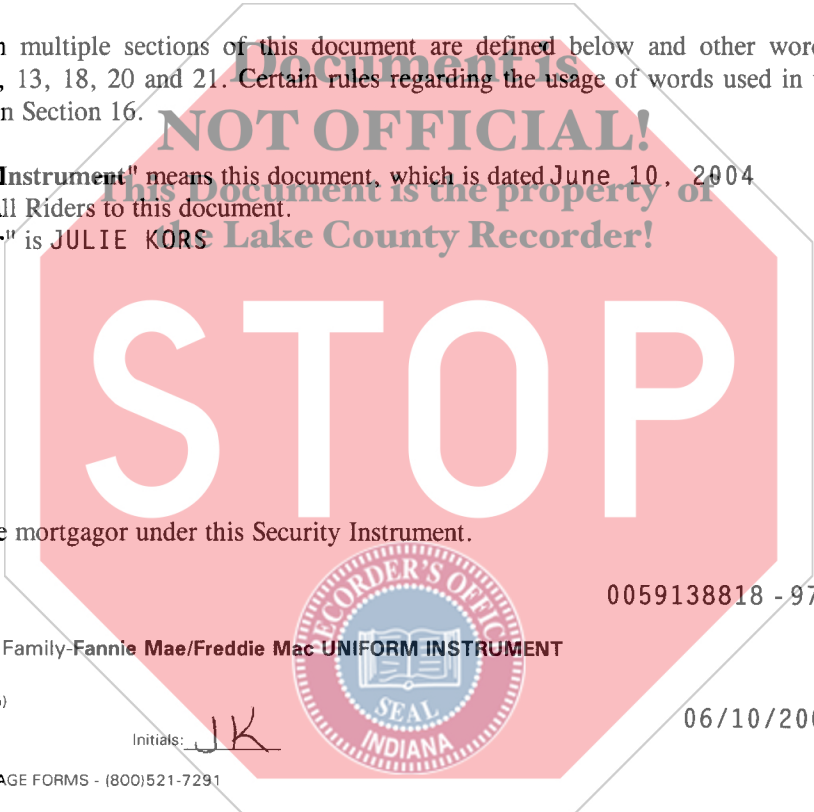 multiple sections of this document are defined below and other
Document is
, 13, 18, 20 and 21. Certain rules regarding the usage of words used in
n Section 16.
NOT OFFICIAL!
Instrument" means this document, which is dated June 10, 2004
This Document is the property of
ll Riders to this document.
the Lake County Recorder!
" is JULIE KORS
STOP
e mortgagor under this Security Instrument.
RECORDER'S OFFICE
0059138818 - 97
Family-Fannie Mae/Freddie Mac UNIFORM INSTRUMENT
SEAL
INDIANA
06/10/200
Initials: JK
AGE FORMS - (800)521-7291